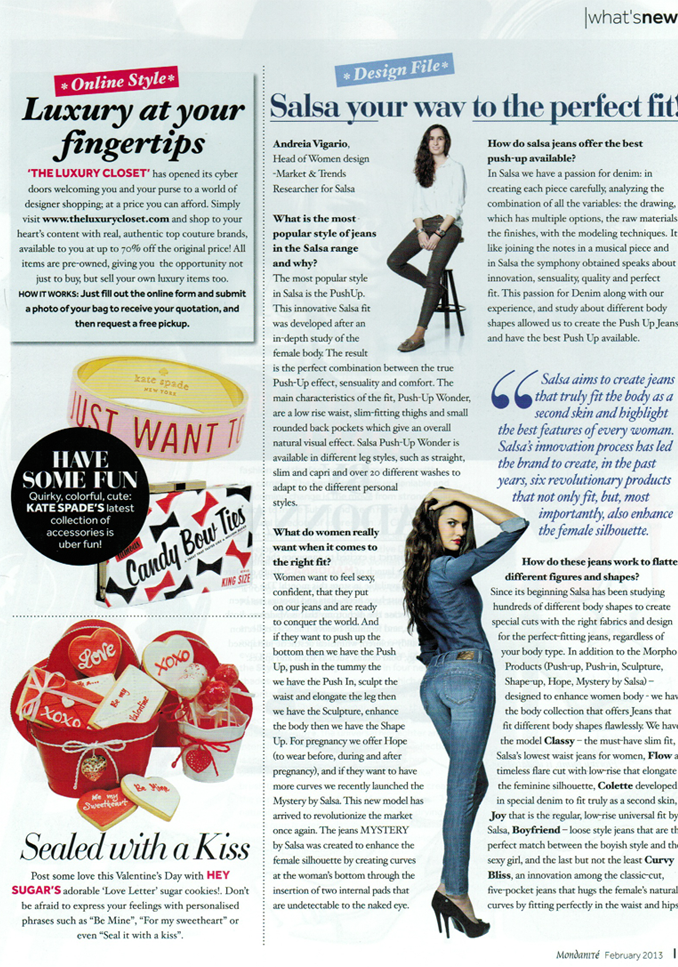 |what'snew
* Online Style *
Luxury at your
fingertips
'THE LUXURY CLOSET' has opened its cyber
doors welcoming you and your purse to a world of
designer shopping; at a price you can afford. Simply
visit www.theluxurycloset.com and shop to your
heart's content with real, authentic top couture brands,
available to you at up to 70% off the original price! All
items are pre-owned, giving you the opportunity not
just to buy, but sell your own luxury items too.
HOW IT WORKS: Just fill out the online form and submit
a photo of your bag to receive your quotation, and
then request a free pickup.
kate spade
NEW YORK
JUST WANT TO
HAVE
SOME FUN
Quirky, colorful, cute:
KATE SPADE'S latest
collection of
accessories is
uber fun!
Candy Bow Ties
KING SIZE
Love
XOXO
Be my
Valentine
XOXO
Be Mine
Be my
Sweetheart
Sealed with a Kiss
Post some love this Valentine's Day with HEY
SUGAR'S adorable 'Love Letter' sugar cookies!. Don't
be afraid to express your feelings with personalised
phrases such as "Be Mine", "For my sweetheart" or
even "Seal it with a kiss".
* Design File *
Salsa your way to the perfect fit!
Andreia Vigario,
Head of Women design
-Market & Trends
Researcher for Salsa
What is the most
popular style of jeans
in the Salsa range
and why?
The most popular style
in Salsa is the PushUp.
This innovative Salsa fit
was developed after an
in-depth study of the
female body. The result
is the perfect combination between the true
Push-Up effect, sensuality and comfort. The
main characteristics of the fit, Push-Up Wonder,
are a low rise waist, slim-fitting thighs and small
rounded back pockets which give an overall
natural visual effect. Salsa Push-Up Wonder is
available in different leg styles, such as straight,
slim and capri and over 20 different washes to
adapt to the different personal
styles.
What do women really
want when it comes to
the right fit?
Women want to feel sexy,
confident, that they put
on our jeans and are ready
to conquer the world. And
if they want to push up the
bottom then we have the Push
Up, push in the tummy the
we have the Push In, sculpt the
waist and elongate the leg then
we have the Sculpture, enhance
the body then we have the Shape
Up. For pregnancy we offer Hope
(to wear before, during and after
pregnancy), and if they want to have
more curves we recently launched the
Mystery by Salsa. This new model has
arrived to revolutionize the market
once again. The jeans MYSTERY
by Salsa was created to enhance the
female silhouette by creating curves
at the woman's bottom through the
insertion of two internal pads that
are undetectable to the naked eye.
How do salsa jeans offer the best
push-up available?
In Salsa we have a passion for denim: in
creating each piece carefully, analyzing the
combination of all the variables: the drawing,
which has multiple options, the raw materials
the finishes, with the modeling techniques. It
like joining the notes in a musical piece and
in Salsa the symphony obtained speaks about
innovation, sensuality, quality and perfect
fit. This passion for Denim along with our
experience, and study about different body
shapes allowed us to create the Push Up Jeans
and have the best Push Up available.
“ Salsa aims to create jeans
that truly fit the body as a
second skin and highlight
the best features of every woman.
Salsa's innovation process has led
the brand to create, in the past
years, six revolutionary products
that not only fit, but, most
importantly, also enhance
the female silhouette.
How do these jeans work to flatte
different figures and shapes?
Since its beginning Salsa has been studying
hundreds of different body shapes to create
special cuts with the right fabrics and design
for the perfect-fitting jeans, regardless of
your body type. In addition to the Morpho
Products (Push-up, Push-in, Sculpture,
Shape-up, Hope, Mystery by Salsa) –
designed to enhance women body - we hav
the body collection that offers Jeans that
fit different body shapes flawlessly. We have
the model Classy – the must-have slim fit,
Salsa's lowest waist jeans for women, Flow a
timeless flare cut with low-rise that elongate
the feminine silhouette, Colette developed
in special denim to fit truly as a second skin,
Joy that is the regular, low-rise universal fit by
Salsa, Boyfriend – loose style jeans that are th
perfect match between the boyish style and the
sexy girl, and the last but not the least Curvy
Bliss, an innovation among the classic-cut,
five-pocket jeans that hugs the female's natural
curves by fitting perfectly in the waist and hips
Mondanité February 2013 | 1